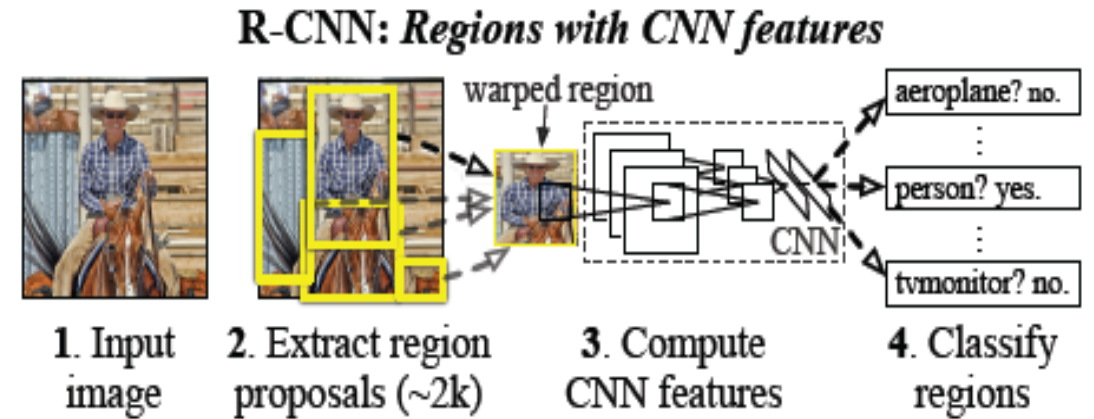 R-CNN: Regions with CNN features
warped region
aeroplane? no.
person? yes.
CNN
tvmonitor? no.
1. Input
image
2. Extract region
proposals (~2k)
3. Compute
CNN features
4. Classify
regions